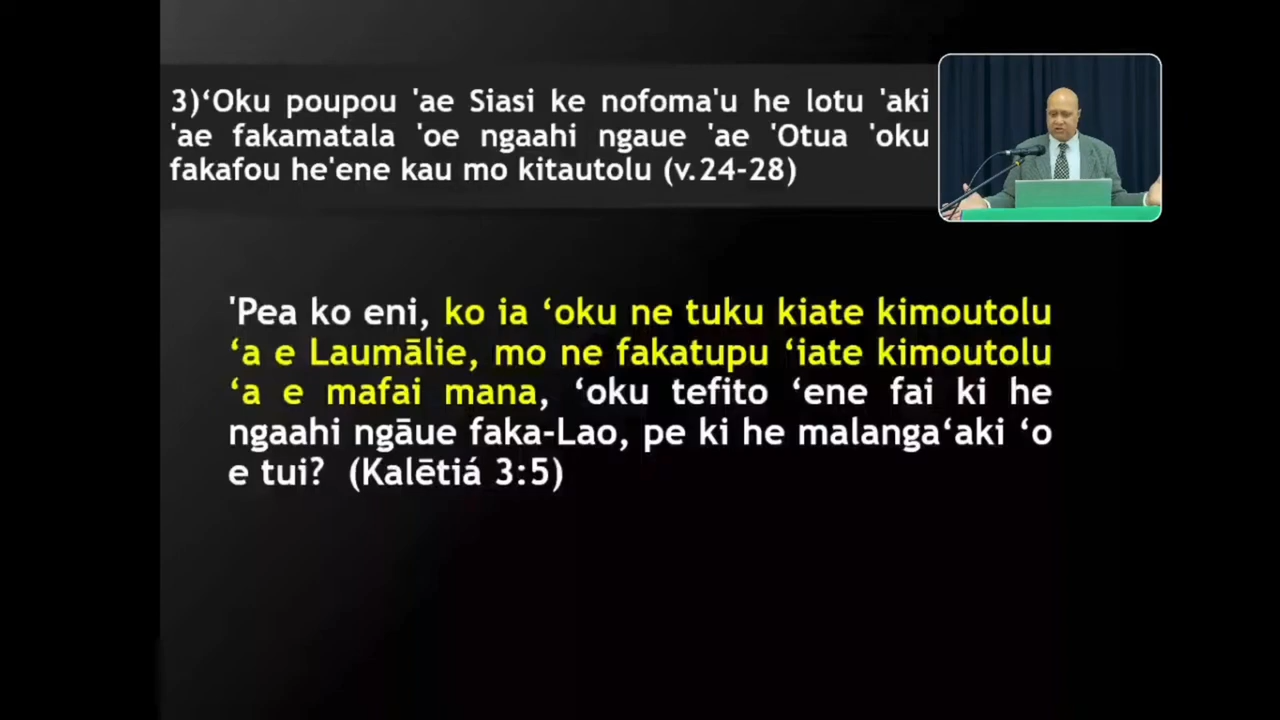 3)‘Oku poupou 'ae Siasi ke nofoma'u he lotu 'aki
'ae fakamatala 'oe ngaahi ngaue 'ae 'Otua 'oku
fakafou he'ene kau mo kitautolu (v.24-28)
'Pea ko eni, ko ia ‘oku ne tuku kiate kimoutolu
‘a e Laumālie, mo ne fakatupu ‘iate kimoutolu
‘a e mafai mana, ‘oku tefito ‘ene fai ki he
ngaahi ngāue faka-Lao, pe ki he malanga‘aki ‘o
e tui? (Kalētiá 3:5)